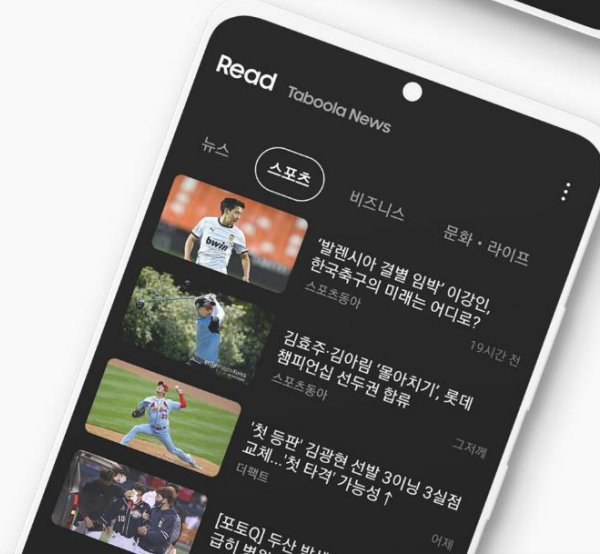 Read Taboola News
뉴스 스포츠 비즈니스 문화 • 라이프
bwin
'발렌시아 결별 임박' 이강인,
한국축구의 미래는 어디로?
스포츠동아
19시간 전
김효주·김아림 '몰아치기', 롯데
챔피언십 선두권 합류
스포츠동아
그저께
'첫 등판' 김광현 선발 3이닝 3실점
교체...'첫 타격' 가능성↑
더팩트
어제
[포토Q] 두산
급히
10